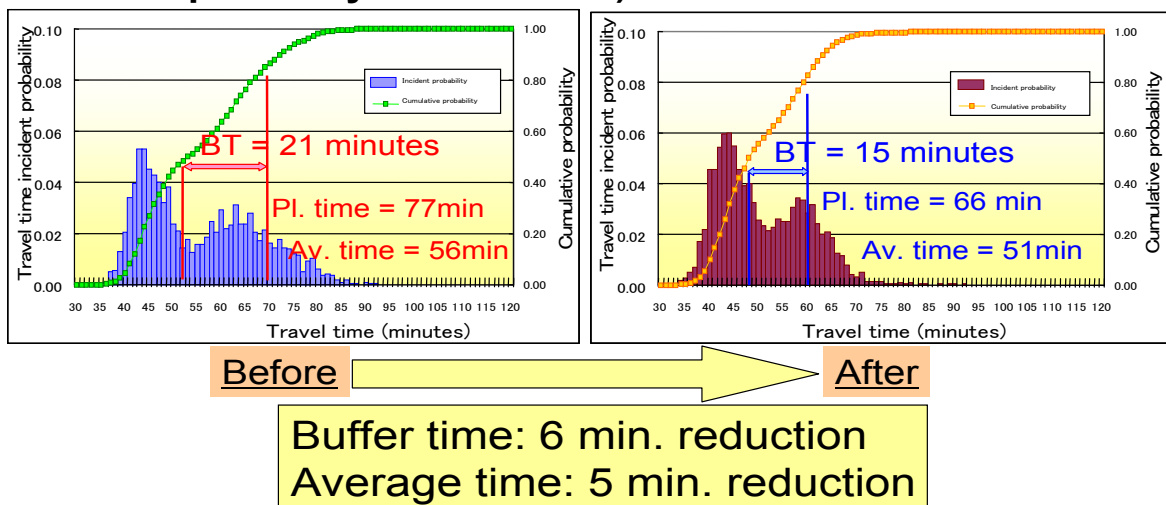 Travel time incident probability
0.10
0.08
0.06
0.04
0.02
0.00
1.00
0.80
0.60
0.40
0.20
0.00
Cumulative probability
Incident probability
Cumulative probability
BT = 21 minutes
Pl. time = 77min
Av. time = 56min
30 35 40 45 50 55 60 65 70 75 80 85 90 95 100 105 110 115 120
Travel time (minutes)
Travel time incident probability
0.10
0.08
0.06
0.04
0.02
0.00
1.00
0.80
0.60
0.40
0.20
0.00
Cumulative probability
Incident probability
Cumulative probability
BT = 15 minutes
Pl. time = 66 min
Av. time = 51min
30 35 40 45 50 55 60 65 70 75 80 85 90 95 100 105 110 115 120
Travel time (minutes)
Before
After
Buffer time: 6 min. reduction
Average time: 5 min. reduction